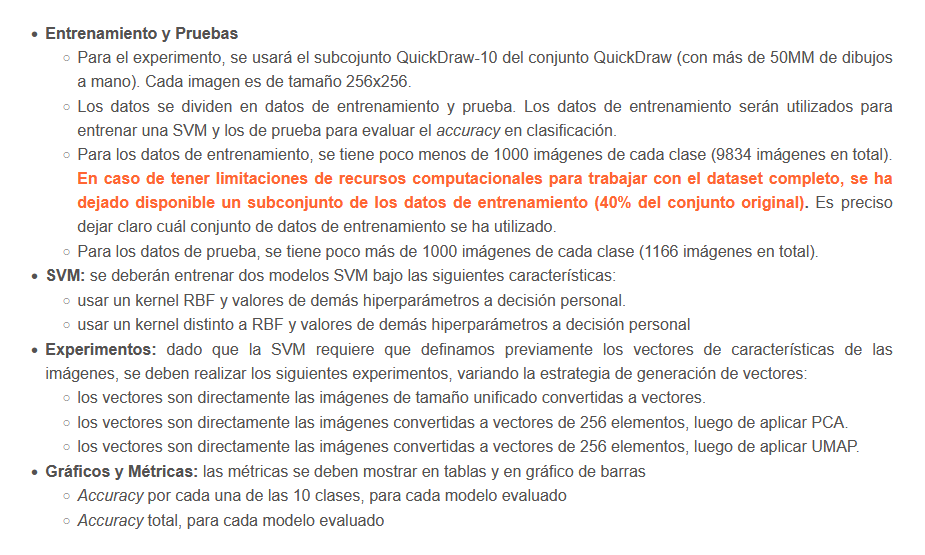 • Entrenamiento y Pruebas
○ Para el experimento, se usará el subcojunto QuickDraw-10 del conjunto QuickDraw (con más de 50MM de dibujos
a mano). Cada imagen es de tamaño 256x256.
○ Los datos se dividen en datos de entrenamiento y prueba. Los datos de entrenamiento serán utilizados para
entrenar una SVM y los de prueba para evaluar el accuracy en clasificación.
○ Para los datos de entrenamiento, se tiene poco menos de 1000 imágenes de cada clase (9834 imágenes en total).
En caso de tener limitaciones de recursos computacionales para trabajar con el dataset completo, se ha
dejado disponible un subconjunto de los datos de entrenamiento (40% del conjunto original). Es preciso
dejar claro cuál conjunto de datos de entrenamiento se ha utilizado.
○ Para los datos de prueba, se tiene poco más de 1000 imágenes de cada clase (1166 imágenes en total).
• SVM: se deberán entrenar dos modelos SVM bajo las siguientes características:
○ usar un kernel RBF y valores de demás hiperparámetros a decisión personal.
○ usar un kernel distinto a RBF y valores de demás hiperparámetros a decisión personal
• Experimentos: dado que la SVM requiere que definamos previamente los vectores de características de las
imágenes, se deben realizar los siguientes experimentos, variando la estrategia de generación de vectores:
○ los vectores son directamente las imágenes de tamaño unificado convertidas a vectores.
○ los vectores son directamente las imágenes convertidas a vectores de 256 elementos, luego de aplicar PCA.
○ los vectores son directamente las imágenes convertidas a vectores de 256 elementos, luego de aplicar UMAP.
• Gráficos y Métricas: las métricas se deben mostrar en tablas y en gráfico de barras
○ Accuracy por cada una de las 10 clases, para cada modelo evaluado
○ Accuracy total, para cada modelo evaluado